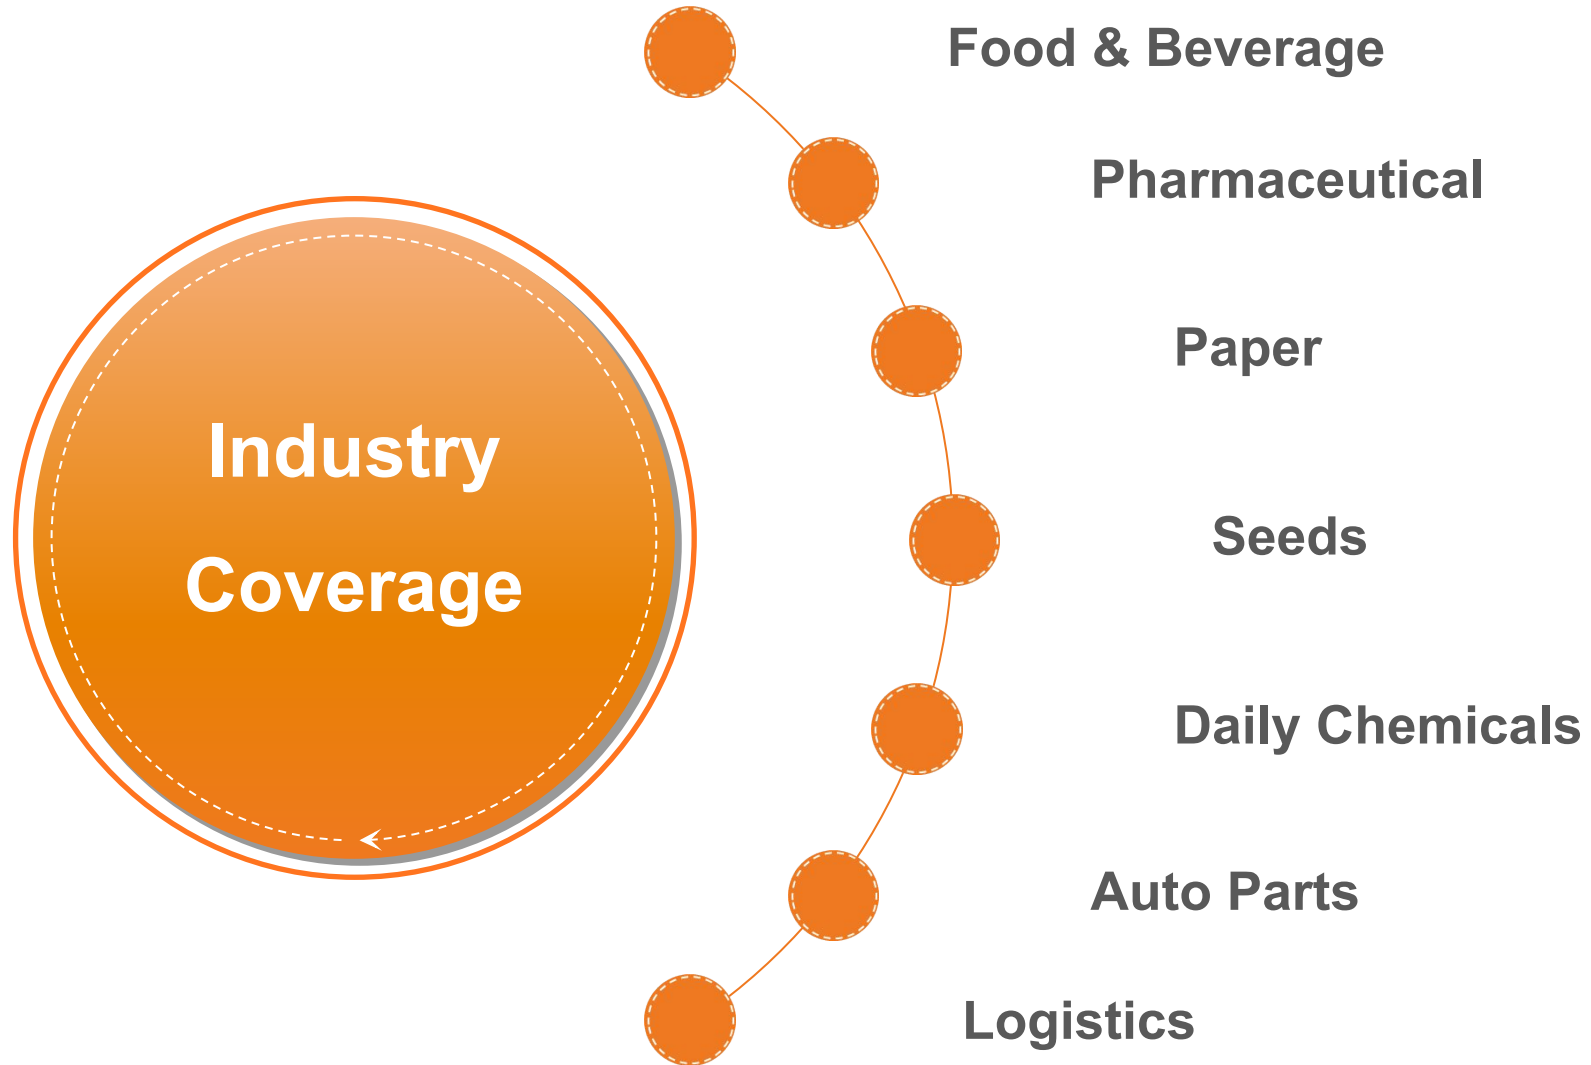 Industry
Coverage
Food & Beverage
Pharmaceutical
Paper
Seeds
Daily Chemicals
Auto Parts
Logistics